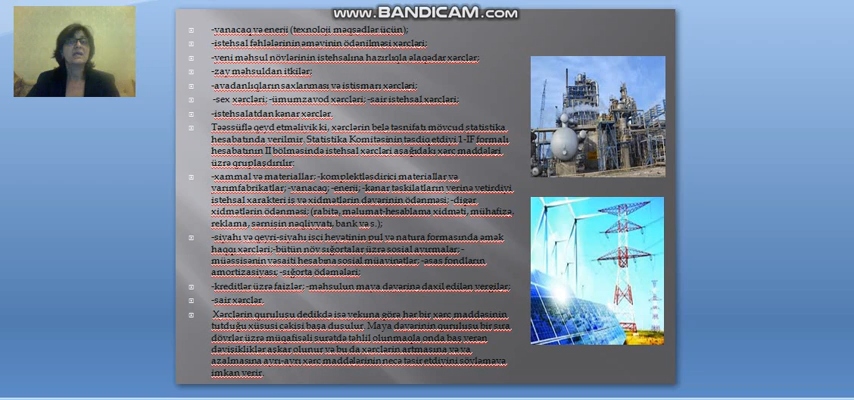 www.BANDICAM.com
-yanacaq və enerji (texnoloji məqsədlər üçün);
-istehsal fəhlələrinin əməyinin ödənilməsi xərcləri;
-yeni məhsul növlərinin istehsalına hazırlıqla əlaqədar xərclər;
-zay məhsuldan itkilər;
-avadanlıqların saxlanması və istismarı xərcləri;
-sex xərcləri; -ümumzavod xərcləri; -sair istehsal xərcləri;
-istehsalatdan kənar xərclər.
Təəssüflə qeyd etməlivik ki, xərclərin belə təsnifatı mövcud statistika
hesabatında verilmir. Statistika Komitəsinin təsdiq etdiyi 1-İF formalı
hesabatının II bölməsində istehsal xərcləri aşağıdakı xərc maddələri
üzrə qruplaşdırılır:
-xammal və materiallar; -komplektləşdirici materiallar və
yarımfabrikatlar; -yanacaq; -enerji; -kənar təşkilatların yerinə yetirdiyi
istehsal xarakteri iş və xidmətlərin dəyərinin ödənməsi; -digər
xidmətlərin ödənməsi; (rabitə, məlumat-hesablama xidməti, mühafizə,
reklama, sərnişin nəqliyyatı, bank və s.);
-siyahı və qeyri-siyahı işçi heyətinin pul və natura formasında əmək
haqqı xərcləri;-bütün növ sığortalar üzrə sosial ayırmalar; -
müəssisənin vəsaiti hesabına sosial müavinətlər; -əsas fondların
amortizasiyası; -sığorta ödəmələri;
-kreditlər üzrə faizlər; -məhsulun maya dəyərinə daxil edilən vergilər;
-sair xərclər.
Xərclərin quruluşu dedikdə isə yekuna görə hər bir xərc maddəsinin
tutduğu xüsusi çəkisi başa düşülür. Maya dəyərinin quruluşu bir sıra
dövrlər üzrə müqayisəli surətdə təhlil olunmaqla onda baş verən
dəyişikliklər aşkar olunur və bu da xərclərin artmasına və ya
azalmasına ayrı-ayrı xərc maddələrinin necə təsir etdiyini söyləməyə
imkan verir.